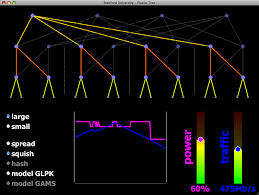 Stanford University - Elastic Tree
large
small
spread
squish
hash
model GLPK
model GAMS
power
traffic
60%
479Mb/s